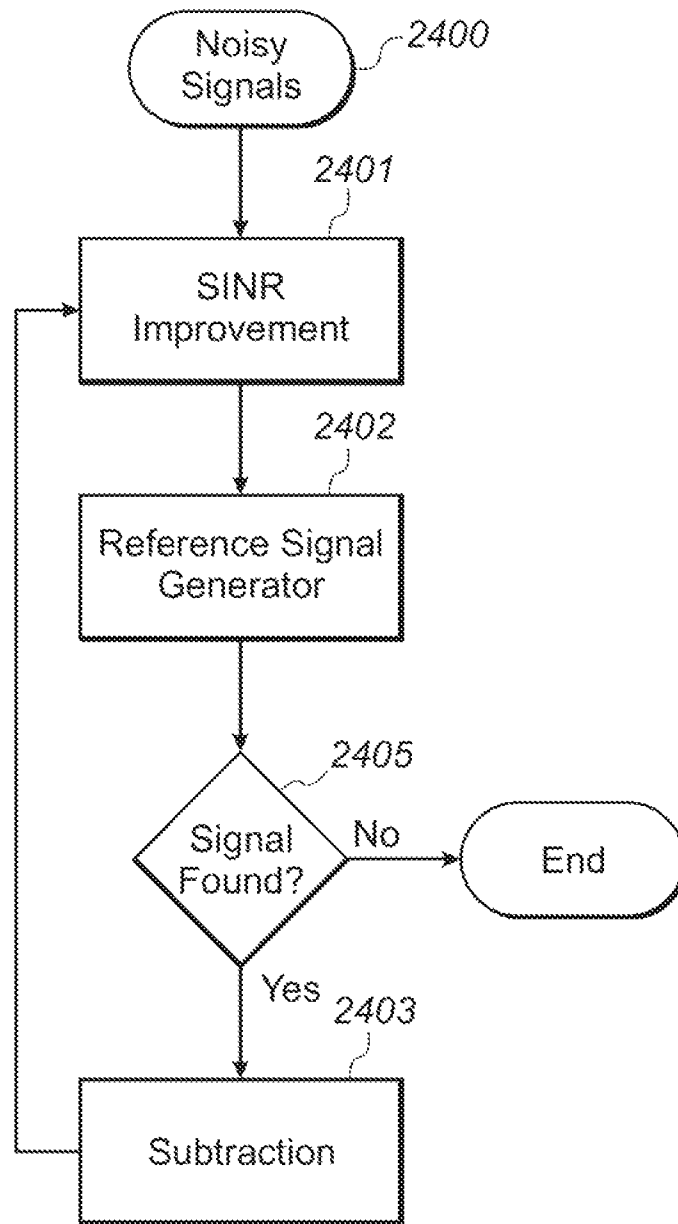 Noisy
Signals
2400
2401
SINR
Improvement
2402
Reference Signal
Generator
2405
Signal
Found?
No
End
Yes
2403
Subtraction